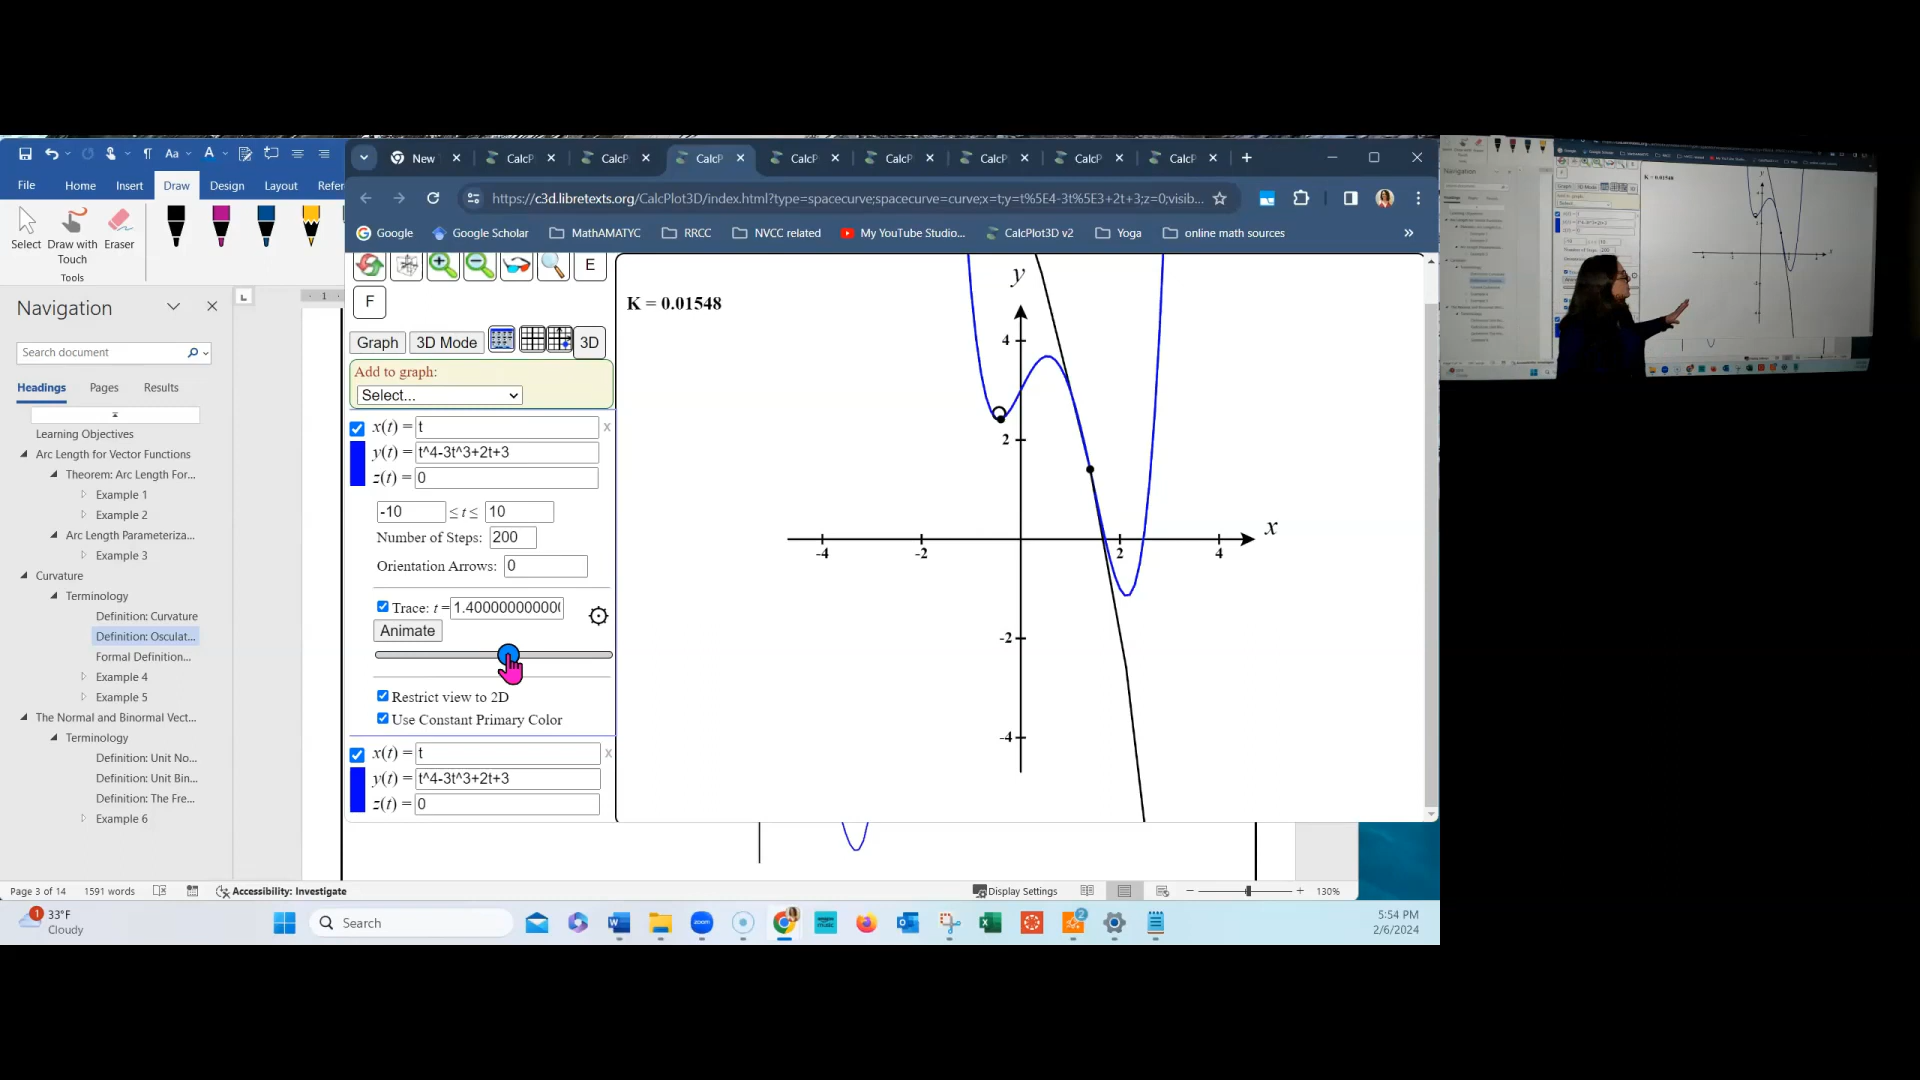 New
CalcP
CalcP
CalcP
CalcP
CalcP
CalcP
CalcP
CalcP
https://c3d.libretexts.org/CalcPlot3D/index.html?type=spacecurve;spacecurve=curve;x=t;y=t%5E4-3t%5E3+2t+3;z=0;visib...
Google
Google Scholar
MathAMATYC
RRCC
NVCC related
My YouTube Studio...
CalcPlot3D v2
Yoga
online math sources
File
Home
Insert
Draw
Design
Layout
Refer
Select
Draw with
Touch
Eraser
Tools
Navigation
Search document
Headings
Pages
Results
Learning Objectives
Arc Length for Vector Functions
Theorem: Arc Length For...
Example 1
Example 2
Arc Length Parameteriza...
Example 3
Curvature
Terminology
Definition: Curvature
Definition: Osculat...
Formal Definition...
Example 4
Example 5
The Normal and Binormal Vect...
Terminology
Definition: Unit No...
Definition: Unit Bin...
Definition: The Fre...
Example 6
E
F
Graph
3D Mode
3D
Add to graph:
Select...
x(t) = t
x
y(t) = t^4-3t^3+2t+3
z(t) = 0
-10 ≤ t ≤ 10
Number of Steps: 200
Orientation Arrows: 0
Trace: t = 1.40000000000
Animate
Restrict view to 2D
Use Constant Primary Color
x(t) = t
x
y(t) = t^4-3t^3+2t+3
z(t) = 0
K = 0.01548
y
4
2
x
-4
-2
2
4
-2
-4
1
Page 3 of 14
1591 words
Accessibility: Investigate
Display Settings
130%
1
33°F
Cloudy
Search
zoom
2
5:54 PM
2/6/2024
K = 0.01548